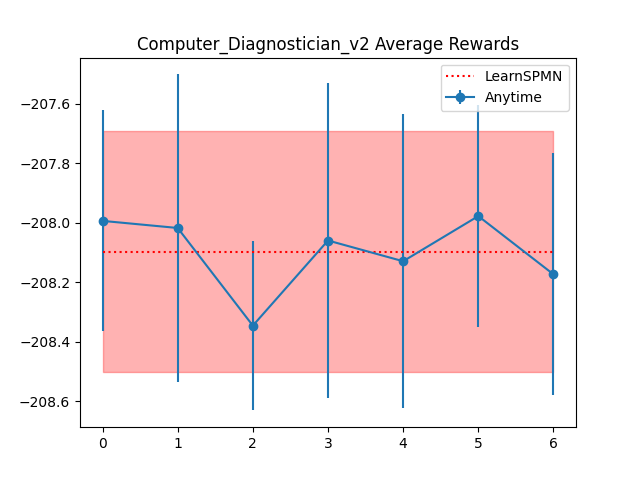 Computer_Diagnostician_v2 Average Rewards
LearnSPMN
Anytime
−207.6
−207.8
−208.0
−208.2
−208.4
−208.6
0 1 2 3 4 5 6